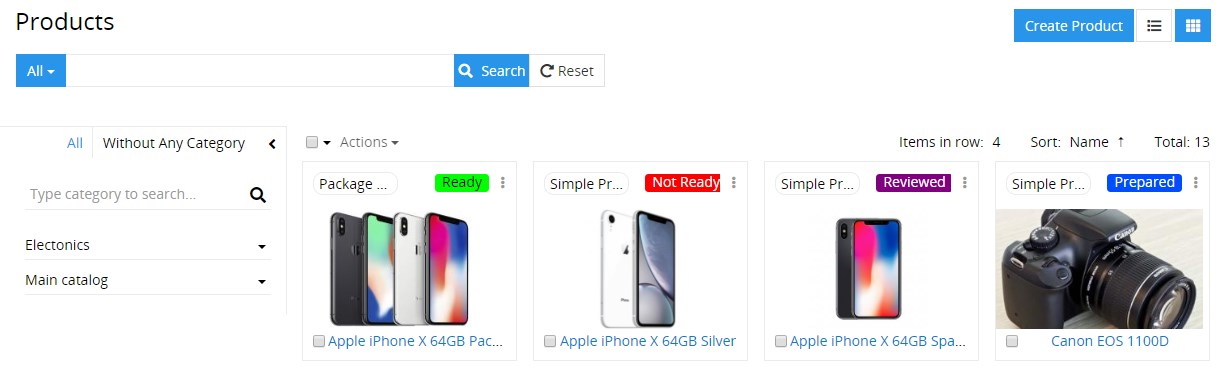 Products
Create Product
All
Search
Reset
All
Without Any Category
Actions
Items in row: 4
Sort: Name ↑
Total: 13
Type category to search...
Electonics
Main catalog
Package ...
Ready
Simple Pr...
Not Ready
Simple Pr...
Reviewed
Simple Pr...
Prepared
Canon
Apple iPhone X 64GB Pac...
Apple iPhone X 64GB Silver
Apple iPhone X 64GB Spa...
Canon EOS 1100D